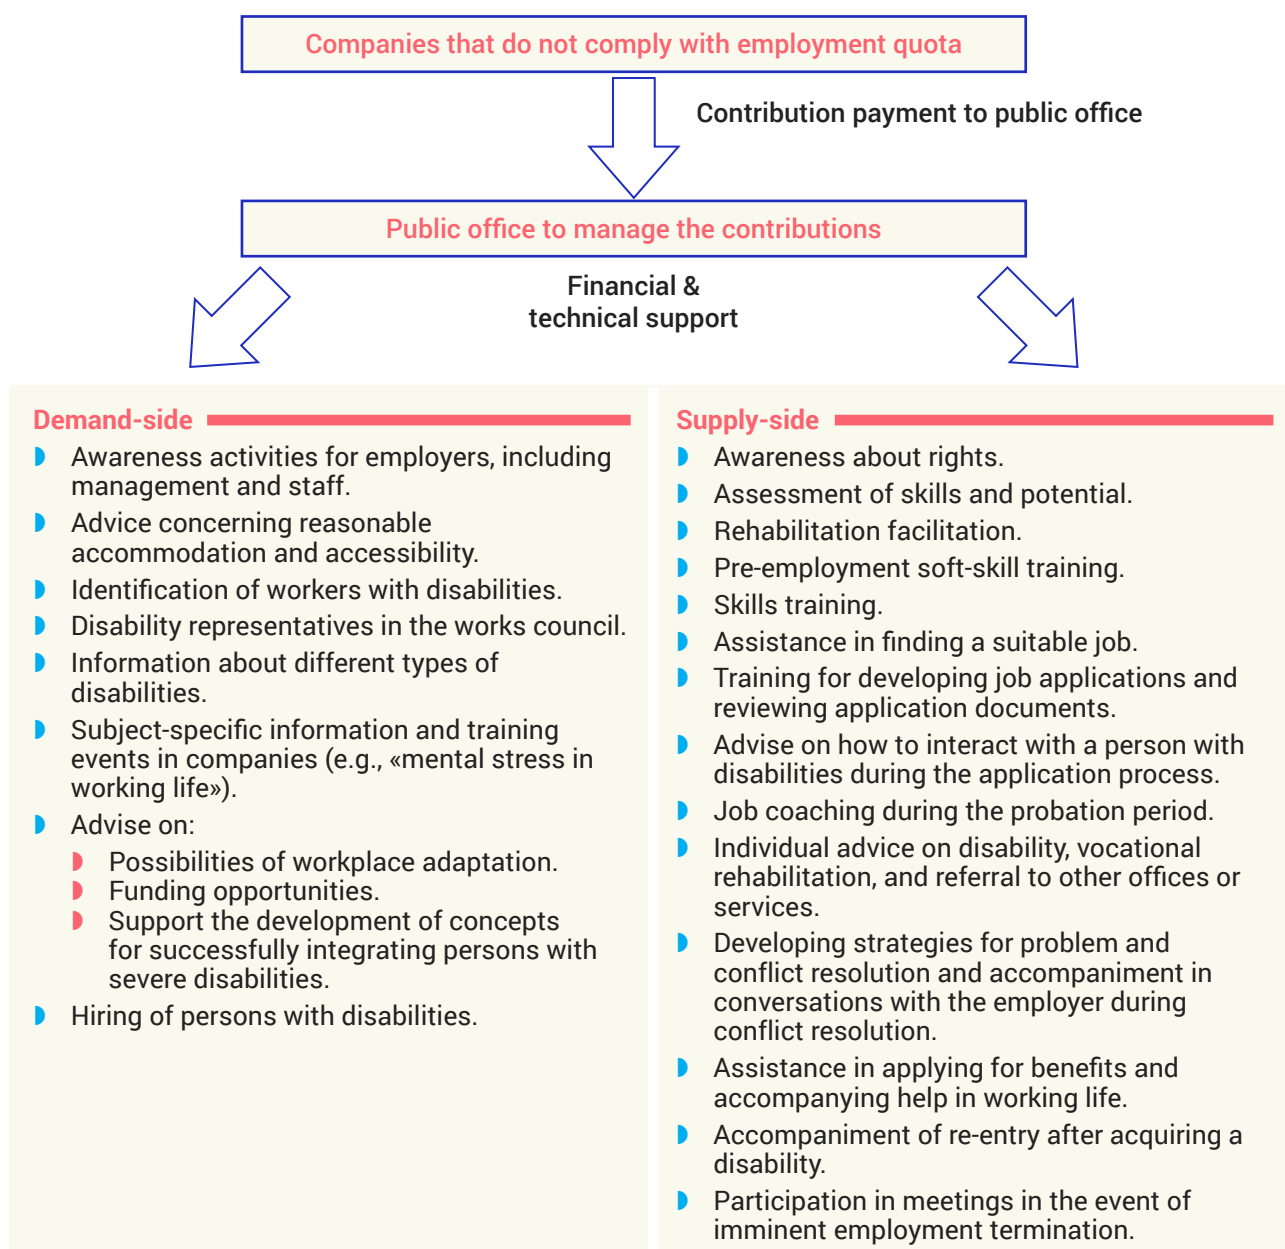 Companies that do not comply with employment quota
Contribution payment to public office
Public office to manage the contributions
Financial &
technical support
Demand-side
Awareness activities for employers, including
management and staff.
Advice concerning reasonable
accommodation and accessibility.
Identification of workers with disabilities.
Disability representatives in the works council.
Information about different types of
disabilities.
Subject-specific information and training
events in companies (e.g., «mental stress in
working life»).
Advise on:
Possibilities of workplace adaptation.
Funding opportunities.
Support the development of concepts
for successfully integrating persons with
severe disabilities.
Hiring of persons with disabilities.
Supply-side
Awareness about rights.
Assessment of skills and potential.
Rehabilitation facilitation.
Pre-employment soft-skill training.
Skills training.
Assistance in finding a suitable job.
Training for developing job applications and
reviewing application documents.
Advise on how to interact with a person with
disabilities during the application process.
Job coaching during the probation period.
Individual advice on disability, vocational
rehabilitation, and referral to other offices or
services.
Developing strategies for problem and
conflict resolution and accompaniment in
conversations with the employer during
conflict resolution.
Assistance in applying for benefits and
accompanying help in working life.
Accompaniment of re-entry after acquiring a
disability.
Participation in meetings in the event of
imminent employment termination.